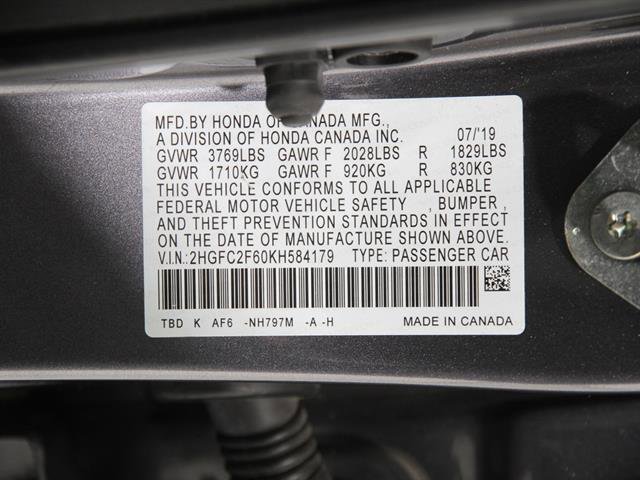 MFD.BY HONDA OF CANADA MFG.,
A DIVISION OF HONDA CANADA INC. 07/'19
GVWR 3769LBS GAWR F 2028LBS R 1829LBS
GVWR 1710KG GAWR F 920KG R 830KG
THIS VEHICLE CONFORMS TO ALL APPLICABLE
FEDERAL MOTOR VEHICLE SAFETY , BUMPER ,
AND THEFT PREVENTION STANDARDS IN EFFECT
ON THE DATE OF MANUFACTURE SHOWN ABOVE.
V.I.N.:2HGFC2F60KH584179 TYPE: PASSENGER CAR
TBD K AF6 -NH797M -A -H MADE IN CANADA